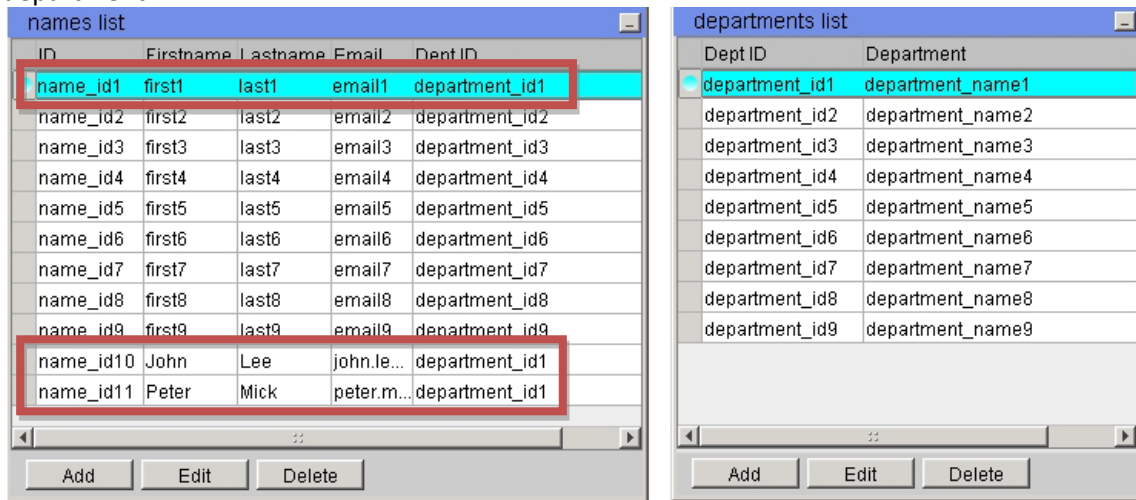 names list
ID Firstname Lastname Email Dept ID
name_id1 first1 last1 email1 department_id1
name_id2 first2 last2 email2 department_id2
name_id3 first3 last3 email3 department_id3
name_id4 first4 last4 email4 department_id4
name_id5 first5 last5 email5 department_id5
name_id6 first6 last6 email6 department_id6
name_id7 first7 last7 email7 department_id7
name_id8 first8 last8 email8 department_id8
name_id9 first9 last9 email9 department_id9
name_id10 John Lee john.le... department_id1
name_id11 Peter Mick peter.m... department_id1
Add Edit Delete
departments list
Dept ID Department
department_id1 department_name1
department_id2 department_name2
department_id3 department_name3
department_id4 department_name4
department_id5 department_name5
department_id6 department_name6
department_id7 department_name7
department_id8 department_name8
department_id9 department_name9
Add Edit Delete